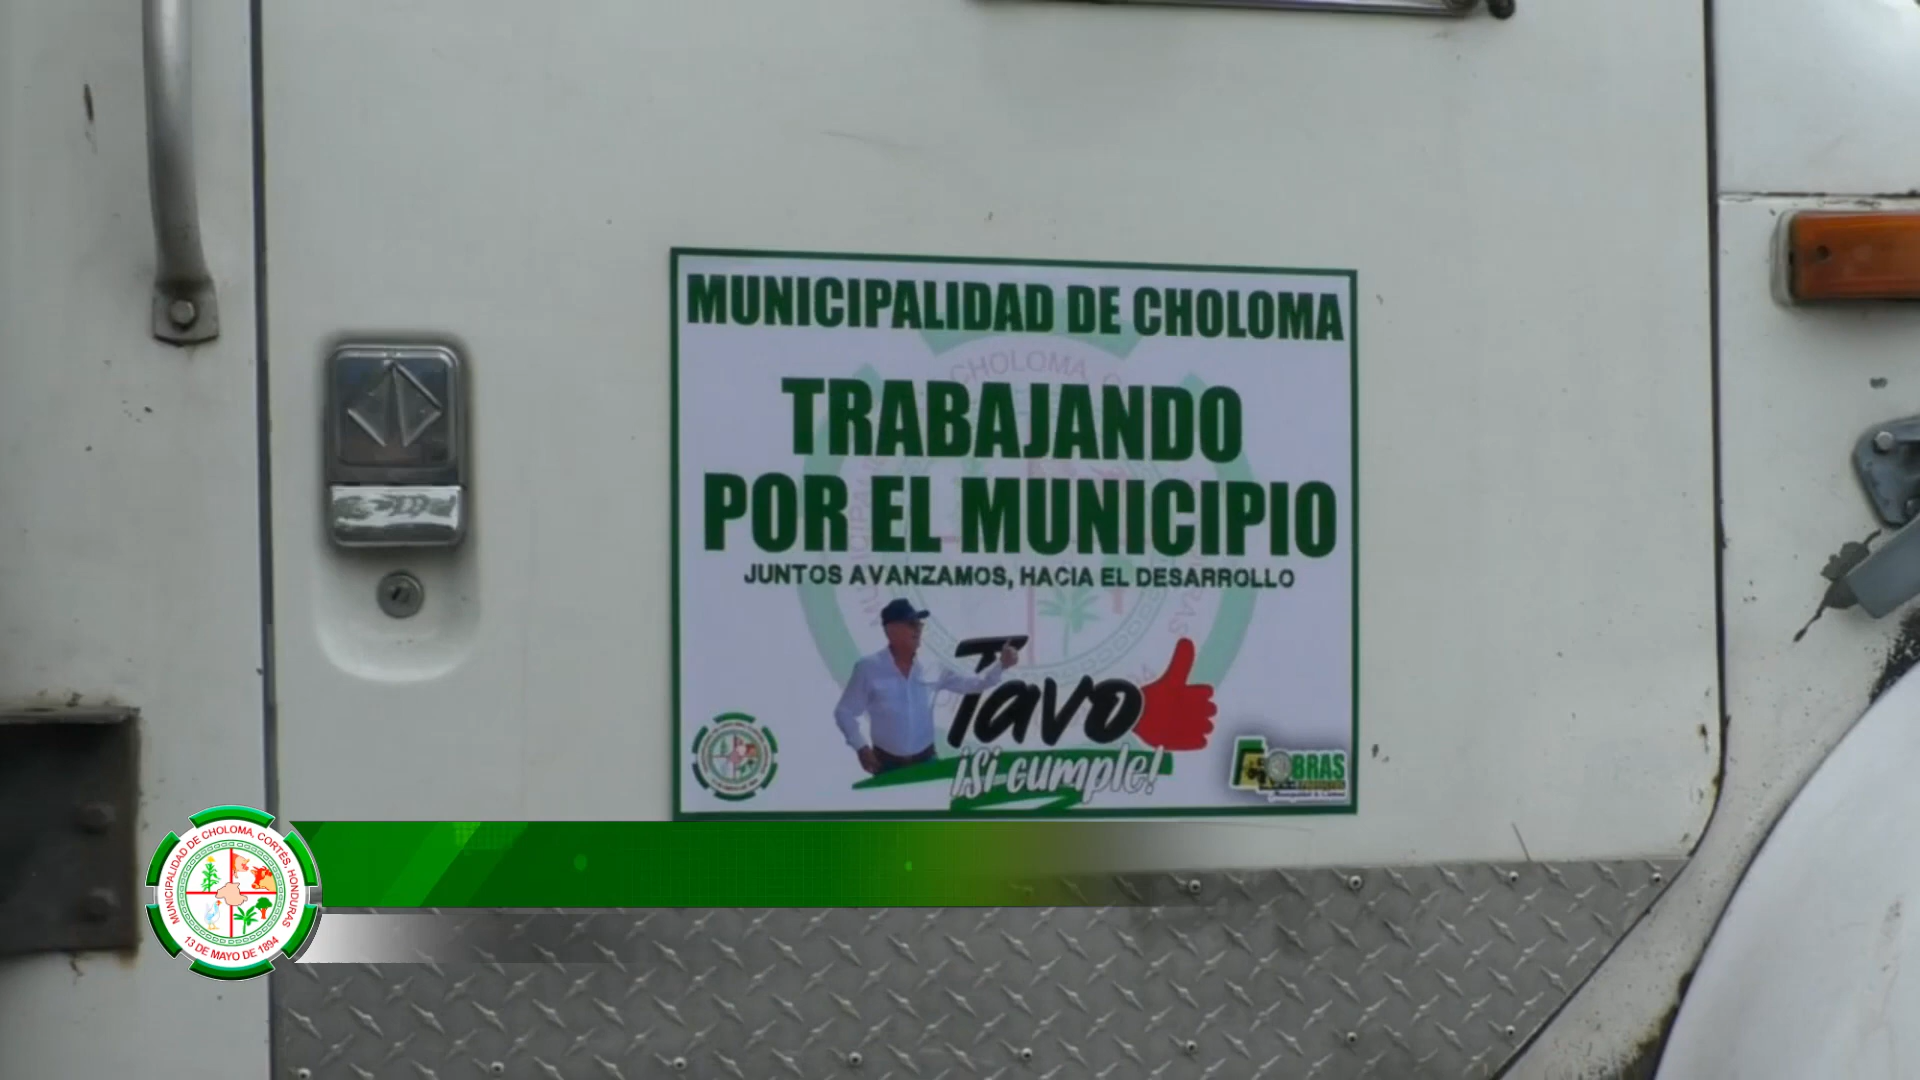 MUNICIPALIDAD DE CHOLOMA
TRABAJANDO
POR EL MUNICIPIO
JUNTOS AVANZAMOS, HACIA EL DESARROLLO
Tavo
¡Si cumple!
OBRAS
MUNICIPALIDAD DE CHOLOMA, CORTÉS, HONDURAS
13 DE MAYO DE 1894